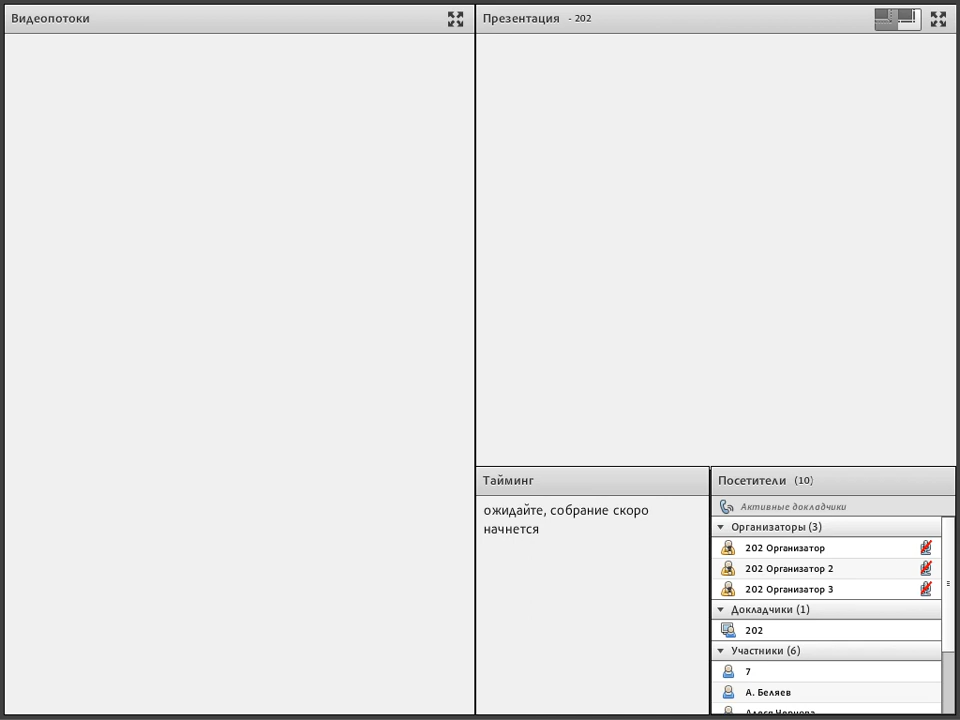 Видеопотоки
Презентация - 202
Тайминг
ожидайте, собрание скоро
начнется
Посетители (10)
Активные докладчики
Организаторы (3)
202 Организатор
202 Организатор 2
202 Организатор 3
Докладчики (1)
202
Участники (6)
7
А. Беляев